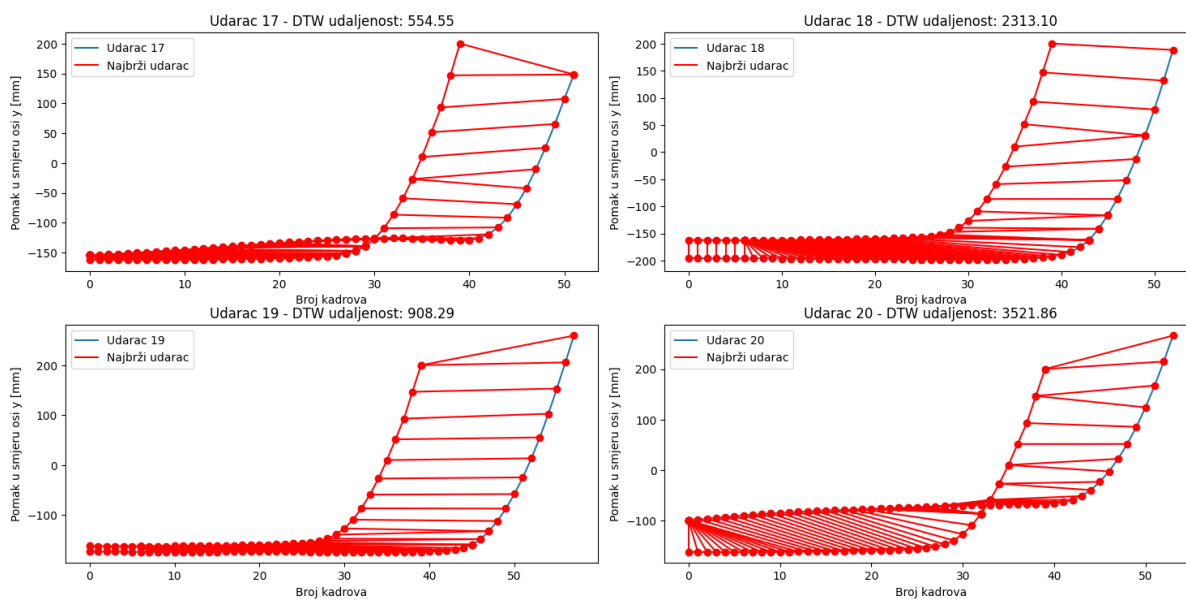 Udarac 17 - DTW udaljenost: 554.55
Udarac 17
Najbrži udarac
Pomak u smjeru osi y [mm]
200
150
100
50
0
−50
−100
−150
0
10
20
30
40
50
Broj kadrova
Udarac 18 - DTW udaljenost: 2313.10
Udarac 18
Najbrži udarac
Pomak u smjeru osi y [mm]
200
150
100
50
0
−50
−100
−150
−200
0
10
20
30
40
50
Broj kadrova
Udarac 19 - DTW udaljenost: 908.29
Udarac 19
Najbrži udarac
Pomak u smjeru osi y [mm]
200
100
0
−100
0
10
20
30
40
50
Broj kadrova
Udarac 20 - DTW udaljenost: 3521.86
Udarac 20
Najbrži udarac
Pomak u smjeru osi y [mm]
200
100
0
−100
0
10
20
30
40
50
Broj kadrova